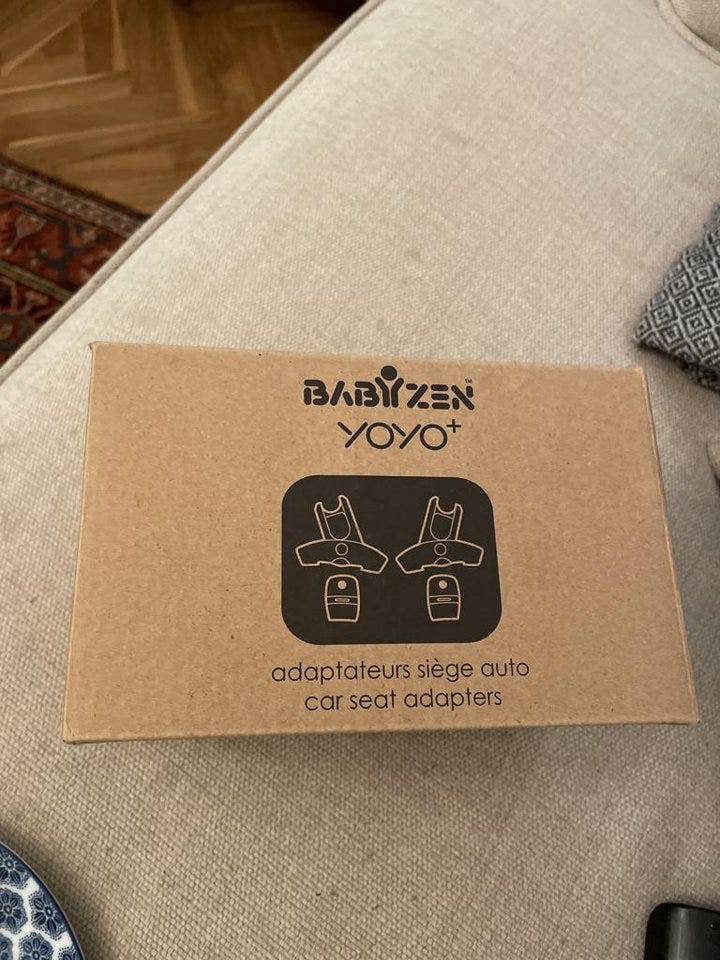 BABYZEN™
YOYO+
adaptateurs siège auto
car seat adapters